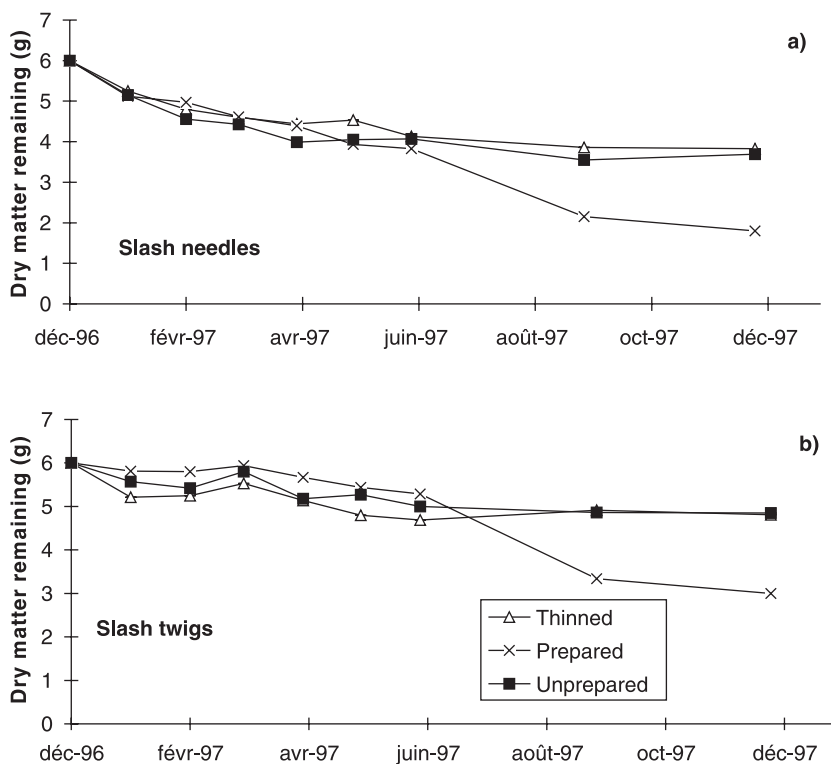 a)
Dry matter remaining (g)
7
6
5
4
3
2
1
0
Slash needles
déc-96 févr-97 avr-97 juin-97 août-97 oct-97 déc-97
b)
Dry matter remaining (g)
7
6
5
4
3
2
1
0
Slash twigs
Thinned
Prepared
Unprepared
déc-96 févr-97 avr-97 juin-97 août-97 oct-97 déc-97